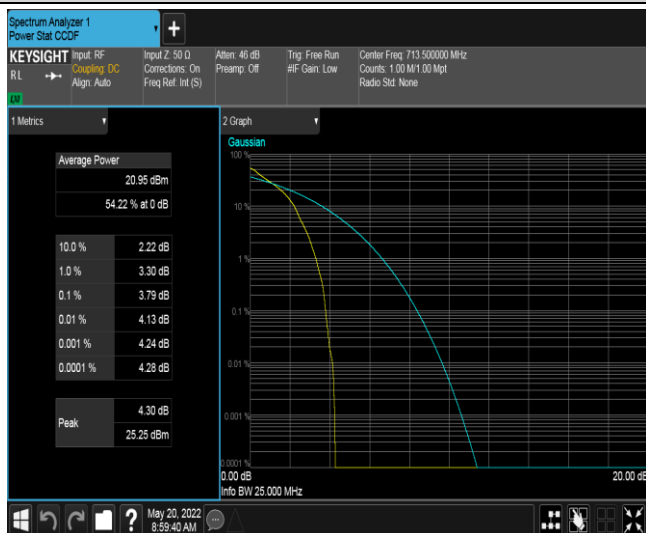 Spectrum Analyzer 1
Power Stat CCDF
KEYSIGHT
RL
Input: RF
Coupling: DC
Align: Auto
Input Z: 50 Ω
Corrections: On
Freq Ref: Int (S)
Atten: 46 dB
Preamp: Off
Trig: Free Run
#IF Gain: Low
Center Freq: 713.500000 MHz
Counts: 1.00 M/1.00 Mpt
Radio Std: None
1 Metrics
Average Power
20.95 dBm
54.22 % at 0 dB
10.0 % 2.22 dB
1.0 % 3.30 dB
0.1 % 3.79 dB
0.01 % 4.13 dB
0.001 % 4.24 dB
0.0001 % 4.28 dB
Peak
4.30 dB
25.25 dBm
2 Graph
Gaussian
100 %
10 %
1 %
0.1 %
0.01 %
0.001 %
0.0001 %
0.00 dB
20.00 dB
Info BW 25.000 MHz
?
May 20, 2022
8:59:40 AM